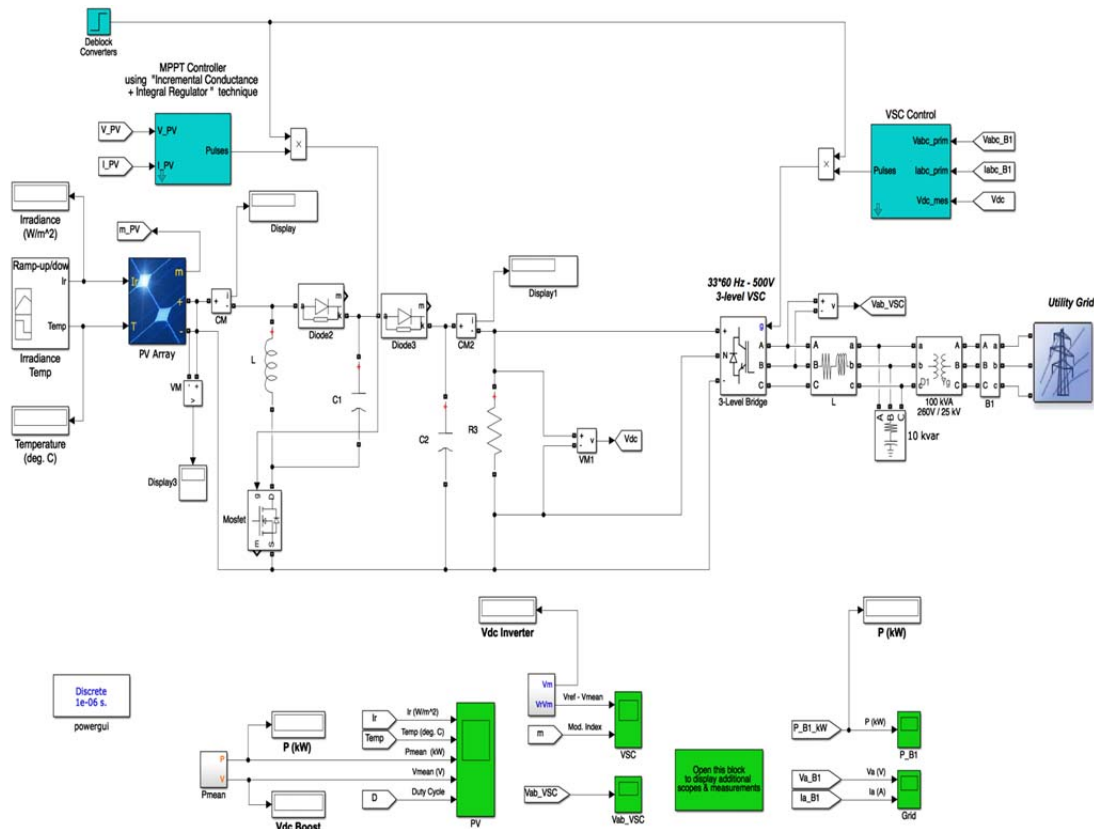 Deblock
Converters
MPPT Controller
using "Incremental Conductance
+ Integral Regulator " technique
V_PV
I_PV
V_PV
I_PV
Pulses
X
VSC Control
Vabc_prim
Iabc_prim
Vdc_mes
Pulses
X
Vabc_B1
Iabc_B1
Vdc
Irradiance
(W/m^2)
m_PV
Display
Ramp-up/dow
Ir
Temp
Irradiance
Temp
Ir
T
m
+
-
PV Array
+
-
i
CM
VM
Display3
Temperature
(deg. C)
L
a
m
k
Diode2
a
m
k
Diode3
C1
g
D
S
m
Mosfet
+
-
i
CM2
Display1
C2
R3
+
-
v
VM1
Vdc
33*60 Hz - 500V
3-level VSC
g
+
N
-
A
B
C
3-Level Bridge
+
-
v
Vab_VSC
A
B
C
a
b
c
L
A B C
10 kvar
A
B
C
a
b
c
D1
Yg
100 kVA
260V / 25 kV
A
B
C
a
b
c
B1
Utility Grid
Discrete
1e-06 s.
powergui
P
V
Pmean
P (kW)
Vdc Boost
Ir
Temp
D
Ir (W/m^2)
Temp (deg. C)
Pmean (kW)
Vmean (V)
Duty Cycle
PV
Vdc Inverter
Vm
VrVm
Vref - Vmean
m
Mod. Index
VSC
Vab_VSC
Vab_VSC
Open this block
to display additional
scopes & measurements
P (kW)
P_B1_kW
P (kW)
P_B1
Va_B1
Ia_B1
Va (V)
Ia (A)
Grid